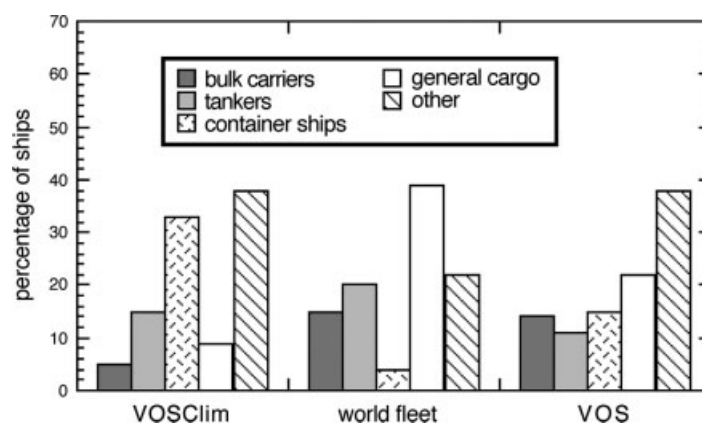 70
60
50
40
30
20
10
0
percentage of ships
bulk carriers
tankers
container ships
general cargo
other
VOSClim world fleet VOS